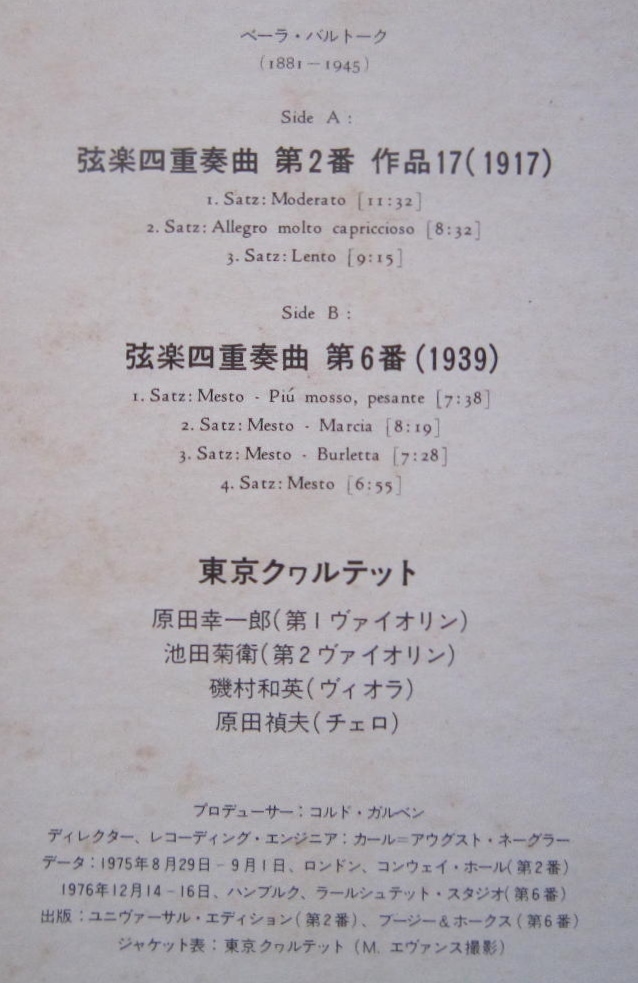 ベーラ・バルトーク
(1881–1945)
Side A:
弦楽四重奏曲 第2番 作品17(1917)
1. Satz: Moderato [11:32]
2. Satz: Allegro molto capriccioso [8:32]
3. Satz: Lento [9:15]
Side B:
弦楽四重奏曲 第6番(1939)
1. Satz: Mesto - Piú mosso, pesante [7:38]
2. Satz: Mesto - Marcia [8:19]
3. Satz: Mesto - Burletta [7:28]
4. Satz: Mesto [6:55]
東京クヮルテット
原田幸一郎(第1ヴァイオリン)
池田菊衛(第2ヴァイオリン)
磯村和英(ヴィオラ)
原田禎夫(チェロ)
プロデューサー：コルド・ガルベン
ディレクター、レコーディング・エンジニア：カール＝アウグスト・ネーグラー
データ：1975年8月29日－9月1日、ロンドン、コンウェイ・ホール(第2番)
1976年12月14－16日、ハンブルク、ラールシュテット・スタジオ(第6番)
出版：ユニヴァーサル・エディション(第2番)、ブージー＆ホークス(第6番)
ジャケット表：東京クヮルテット(M. エヴァンス撮影)